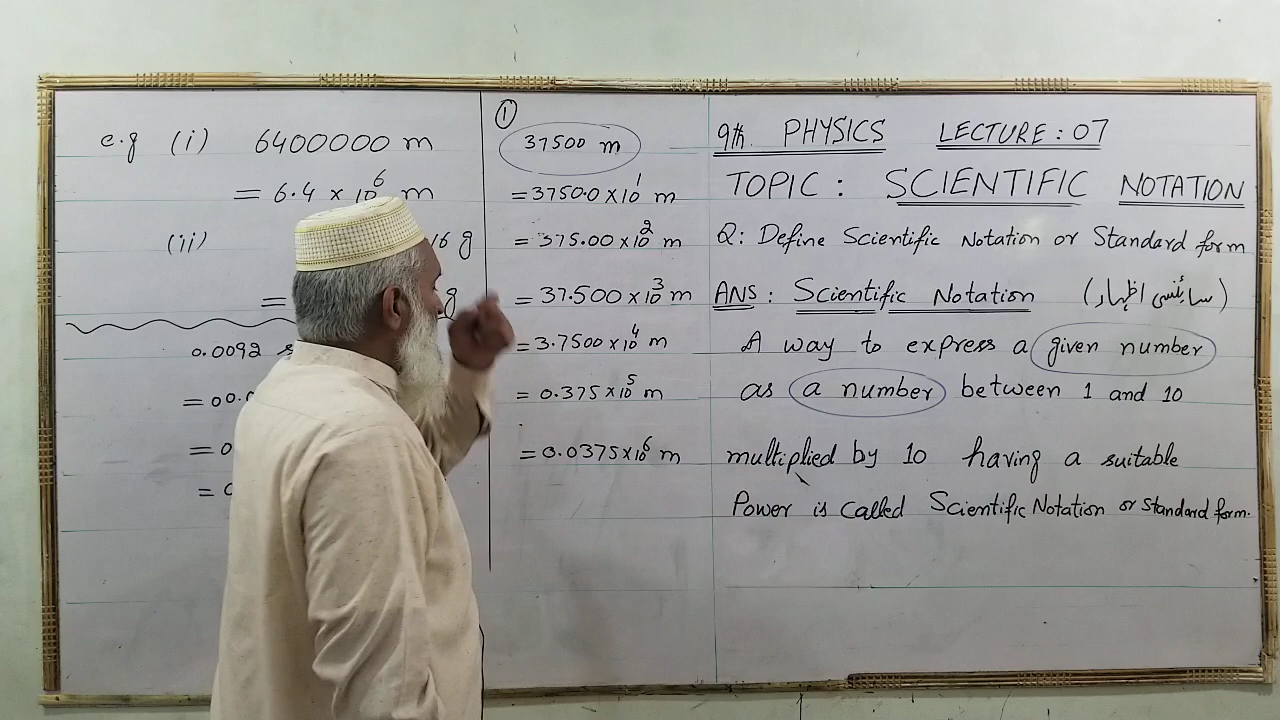 e.g (i) 6400000 m
= 6.4 × 10⁶ m
(ii) 16 g
= g
0.0092
= 00.
= 0
=
①
37500 m
= 3750.0 × 10¹ m
= 375.00 × 10² m
= 37.500 × 10³ m
= 3.7500 × 10⁴ m
= 0.375 × 10⁵ m
= 0.0375 × 10⁶ m
9th PHYSICS LECTURE : 07
TOPIC : SCIENTIFIC NOTATION
Q: Define Scientific Notation or Standard form
ANS : Scientific Notation (سائنسی اظہار)
A way to express a given number
as a number between 1 and 10
multiplied by 10 having a suitable
Power is called Scientific Notation or Standard form.